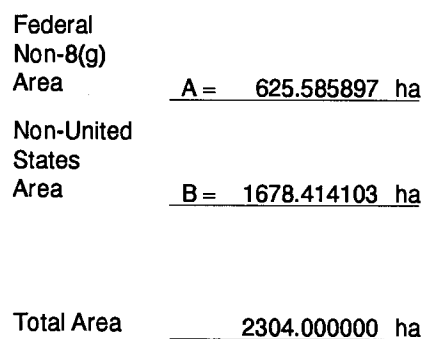 Federal
Non-8(g)
Area A = 625.585897 ha
Non-United
States
Area B = 1678.414103 ha
Total Area 2304.000000 ha